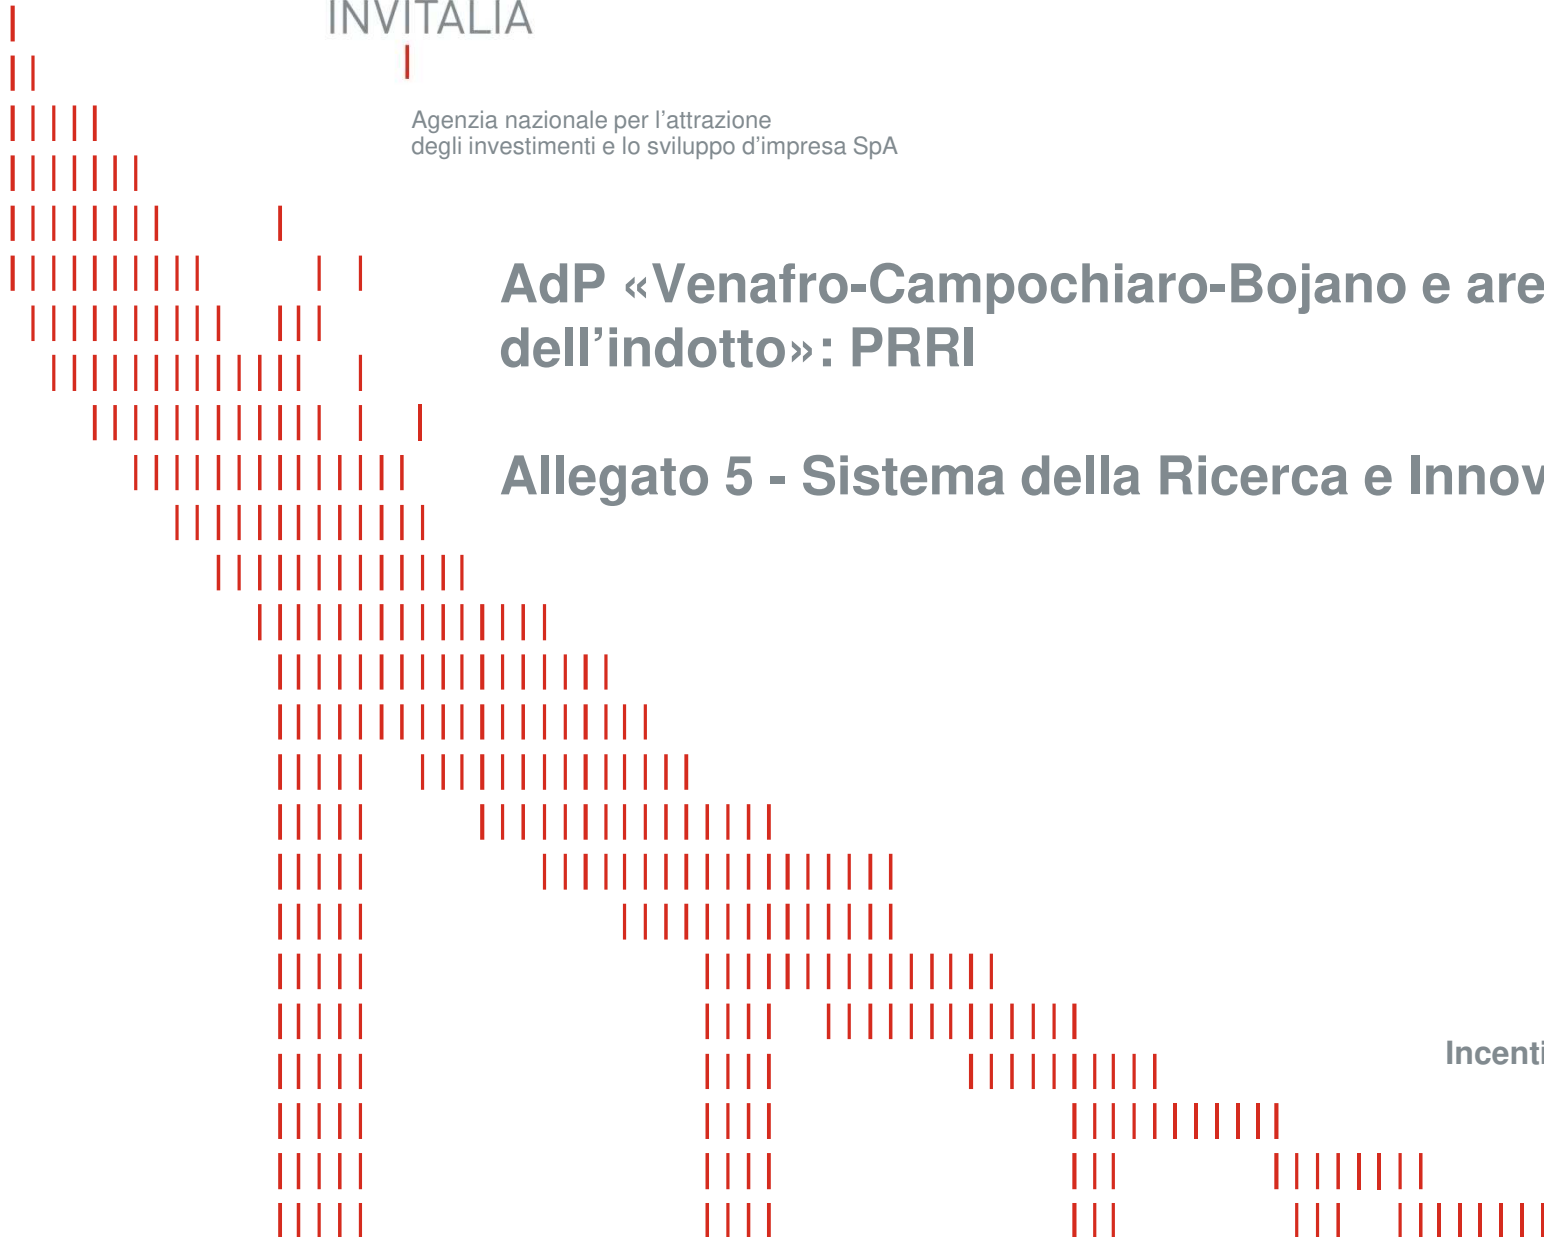 INVITALIA
Agenzia nazionale per l'attrazione
degli investimenti e lo sviluppo d'impresa SpA
AdP «Venafro-Campochiaro-Bojano e are
dell'indotto»: PRRI
Allegato 5 - Sistema della Ricerca e Innov
Incenti